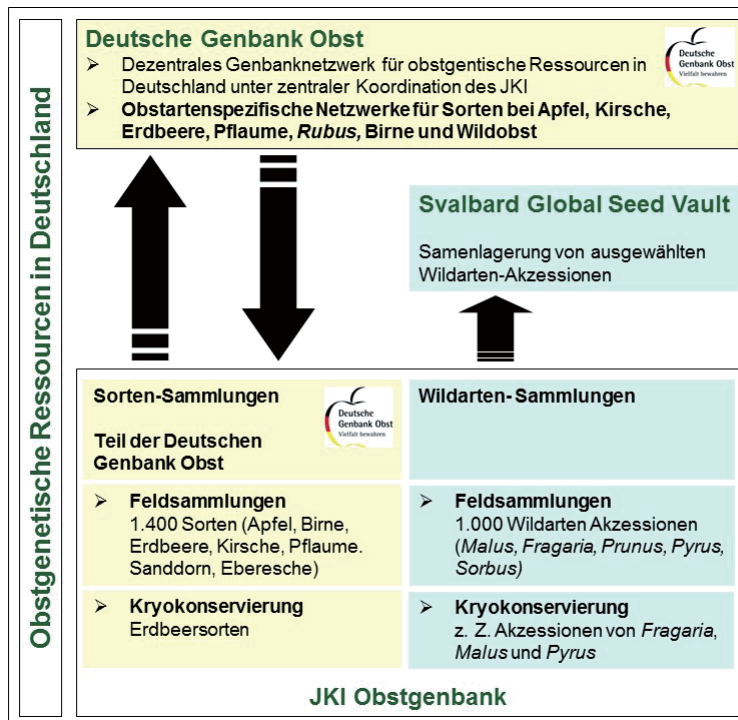 Obstgenetische Ressourcen in Deutschland
Deutsche Genbank Obst
➤ Dezentrales Genbanknetzwerk für obstgentische Ressourcen in
Deutschland unter zentraler Koordination des JKI
➤ Obstartenspezifische Netzwerke für Sorten bei Apfel, Kirsche,
Erdbeere, Pflaume, Rubus, Birne und Wildobst
Deutsche
Genbank Obst
Vielfalt bewahren
Svalbard Global Seed Vault
Samenlagerung von ausgewählten
Wildarten-Akzessionen
Sorten-Sammlungen
Teil der Deutschen
Genbank Obst
Deutsche
Genbank Obst
Vielfalt bewahren
➤ Feldsammlungen
1.400 Sorten (Apfel, Birne,
Erdbeere, Kirsche, Pflaume.
Sanddorn, Eberesche)
➤ Kryokonservierung
Erdbeersorten
Wildarten- Sammlungen
➤ Feldsammlungen
1.000 Wildarten Akzessionen
(Malus, Fragaria, Prunus, Pyrus,
Sorbus)
➤ Kryokonservierung
z. Z. Akzessionen von Fragaria,
Malus und Pyrus
JKI Obstgenbank